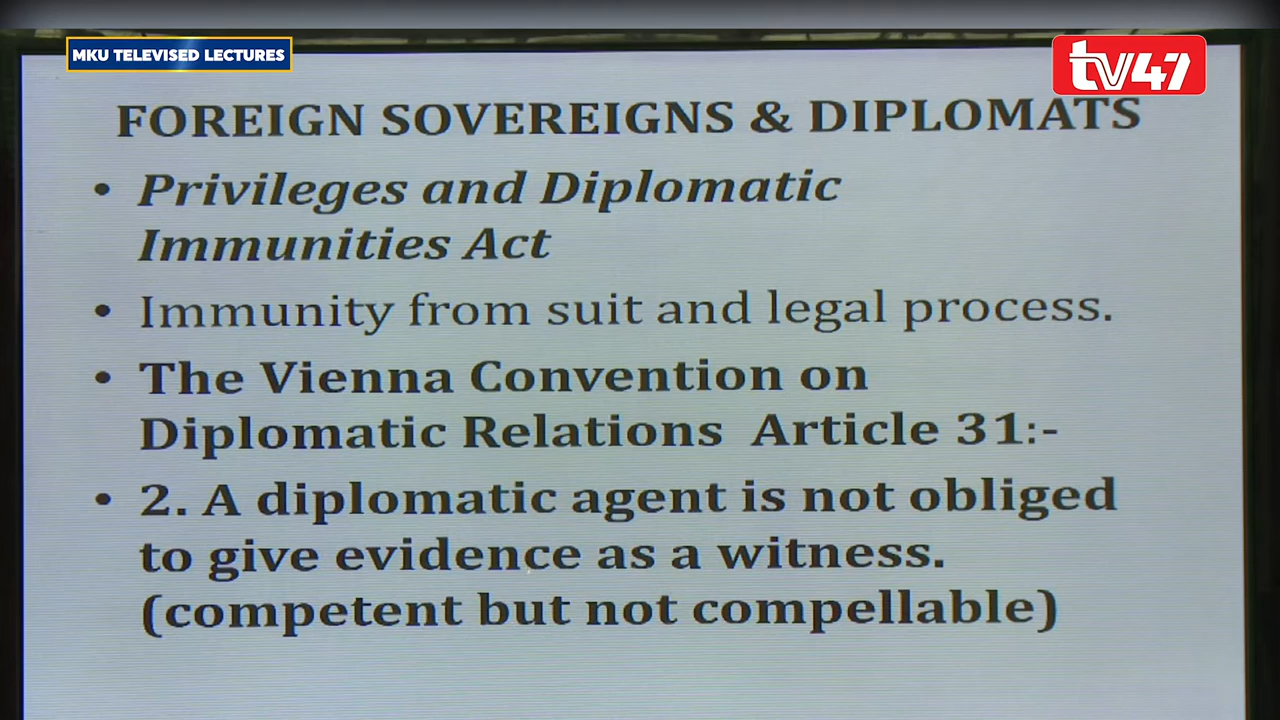 MKU TELEVISED LECTURES
tv47
FOREIGN SOVEREIGNS & DIPLOMATS
• Privileges and Diplomatic
Immunities Act
• Immunity from suit and legal process.
• The Vienna Convention on
Diplomatic Relations Article 31:-
• 2. A diplomatic agent is not obliged
to give evidence as a witness.
(competent but not compellable)